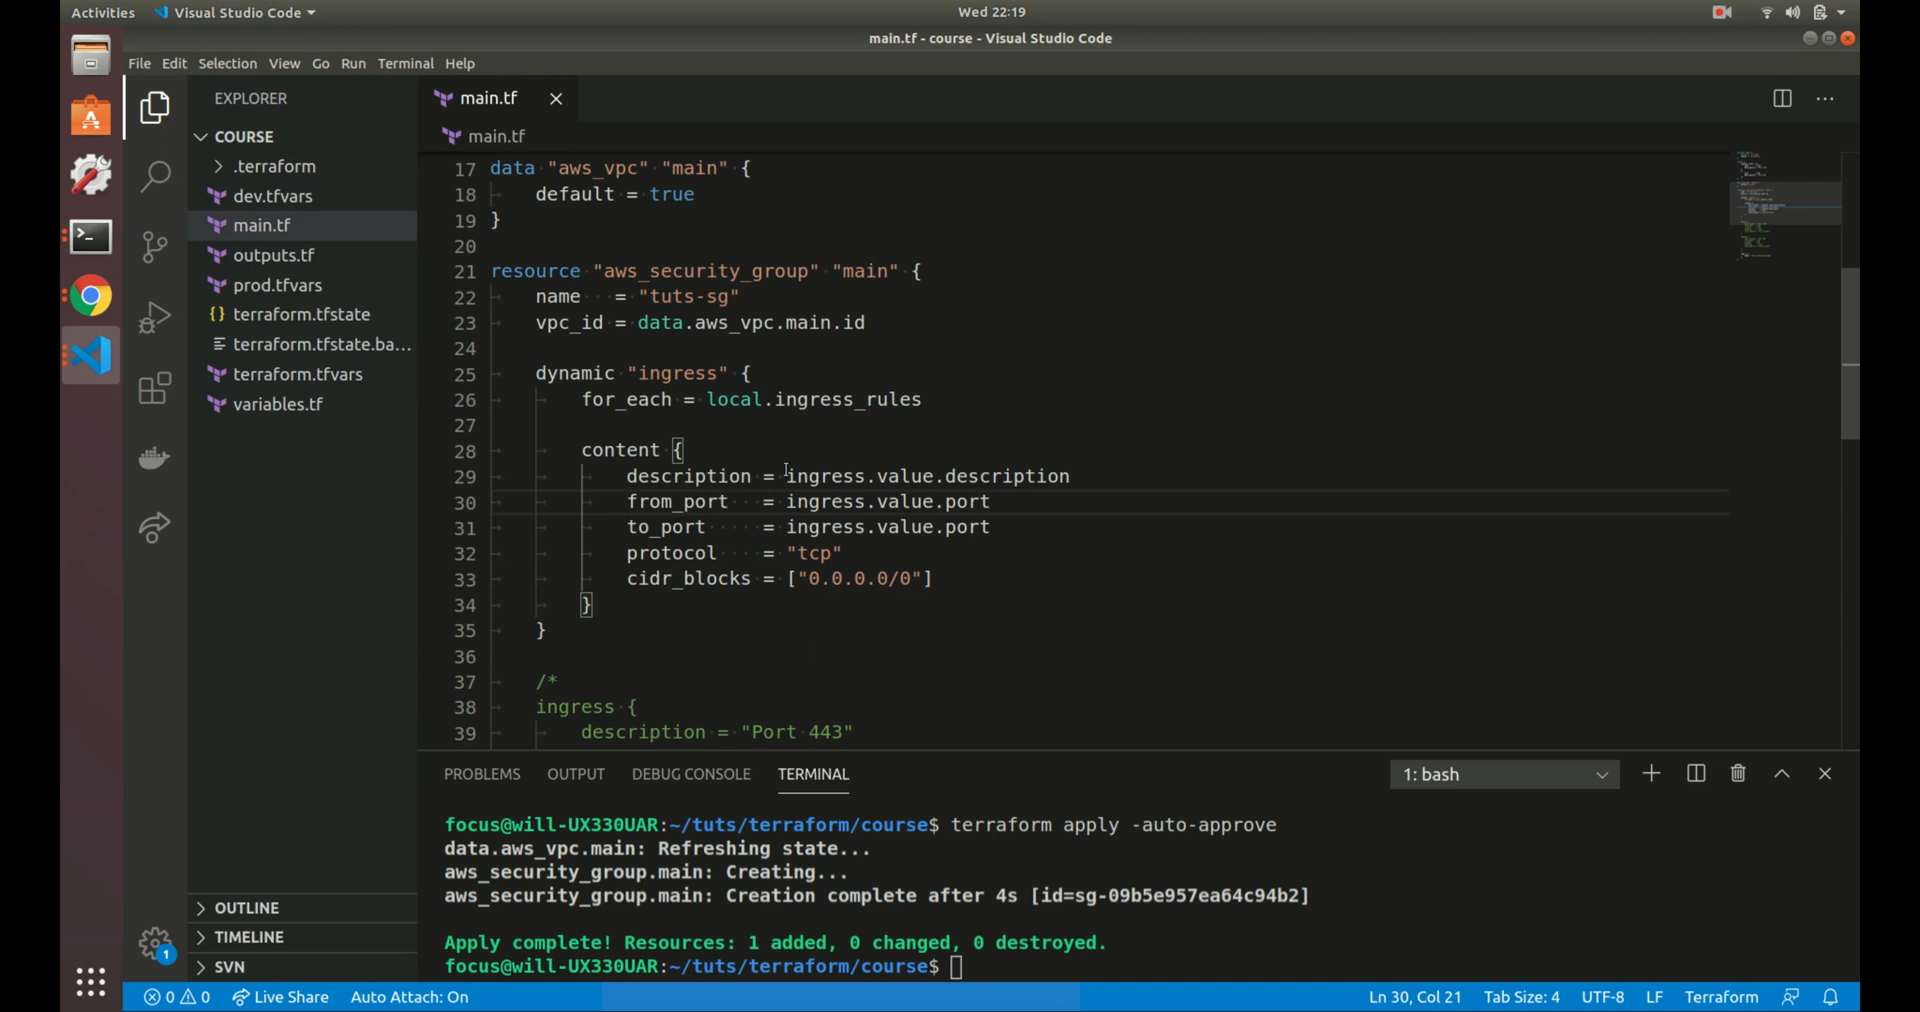 Activities
Visual Studio Code
Wed 22:19
main.tf - course - Visual Studio Code
File Edit Selection View Go Run Terminal Help
EXPLORER
COURSE
.terraform
dev.tfvars
main.tf
outputs.tf
prod.tfvars
{} terraform.tfstate
terraform.tfstate.ba...
terraform.tfvars
variables.tf
OUTLINE
TIMELINE
SVN
1
main.tf
main.tf
17 data "aws_vpc" "main" {
18 default = true
19 }
20
21 resource "aws_security_group" "main" {
22 name = "tuts-sg"
23 vpc_id = data.aws_vpc.main.id
24
25 dynamic "ingress" {
26 for_each = local.ingress_rules
27
28 content {
29 description = ingress.value.description
30 from_port = ingress.value.port
31 to_port = ingress.value.port
32 protocol = "tcp"
33 cidr_blocks = ["0.0.0.0/0"]
34 }
35 }
36
37 /*
38 ingress {
39 description = "Port 443"
PROBLEMS OUTPUT DEBUG CONSOLE TERMINAL
1: bash
focus@will-UX330UAR:~/tuts/terraform/course$ terraform apply -auto-approve
data.aws_vpc.main: Refreshing state...
aws_security_group.main: Creating...
aws_security_group.main: Creation complete after 4s [id=sg-09b5e957ea64c94b2]
Apply complete! Resources: 1 added, 0 changed, 0 destroyed.
focus@will-UX330UAR:~/tuts/terraform/course$
0 0 Live Share Auto Attach: On
Ln 30, Col 21 Tab Size: 4 UTF-8 LF Terraform